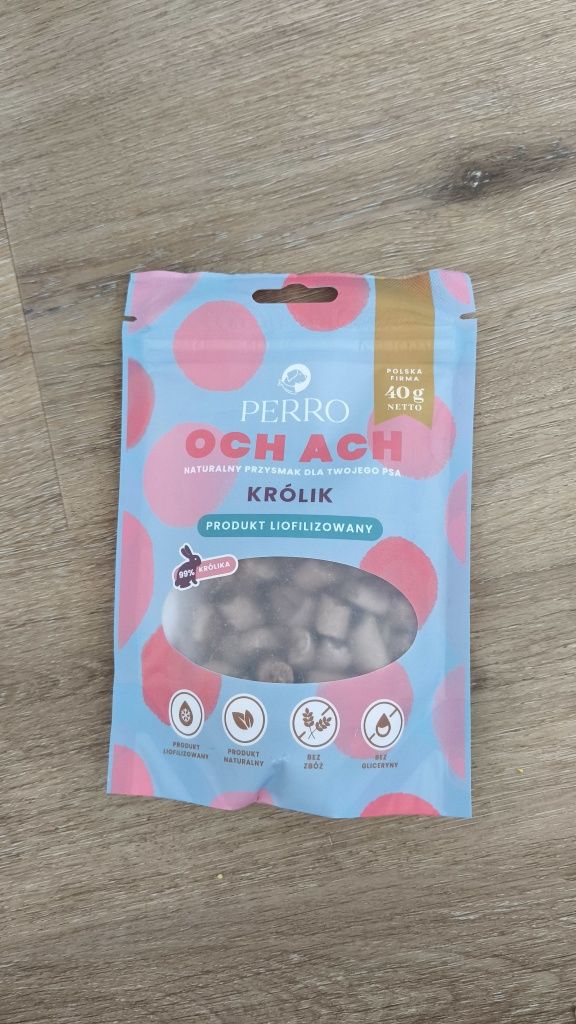 POLSKA
FIRMA
40 g
NETTO
PERRO
OCH ACH
NATURALNY PRZYSMAK DLA TWOJEGO PSA
KRÓLIK
PRODUKT LIOFILIZOWANY
99% KRÓLIKA
PRODUKT
LIOFILIZOWANY
PRODUKT
NATURALNY
BEZ
ZBÓŻ
BEZ
GLICERYNY